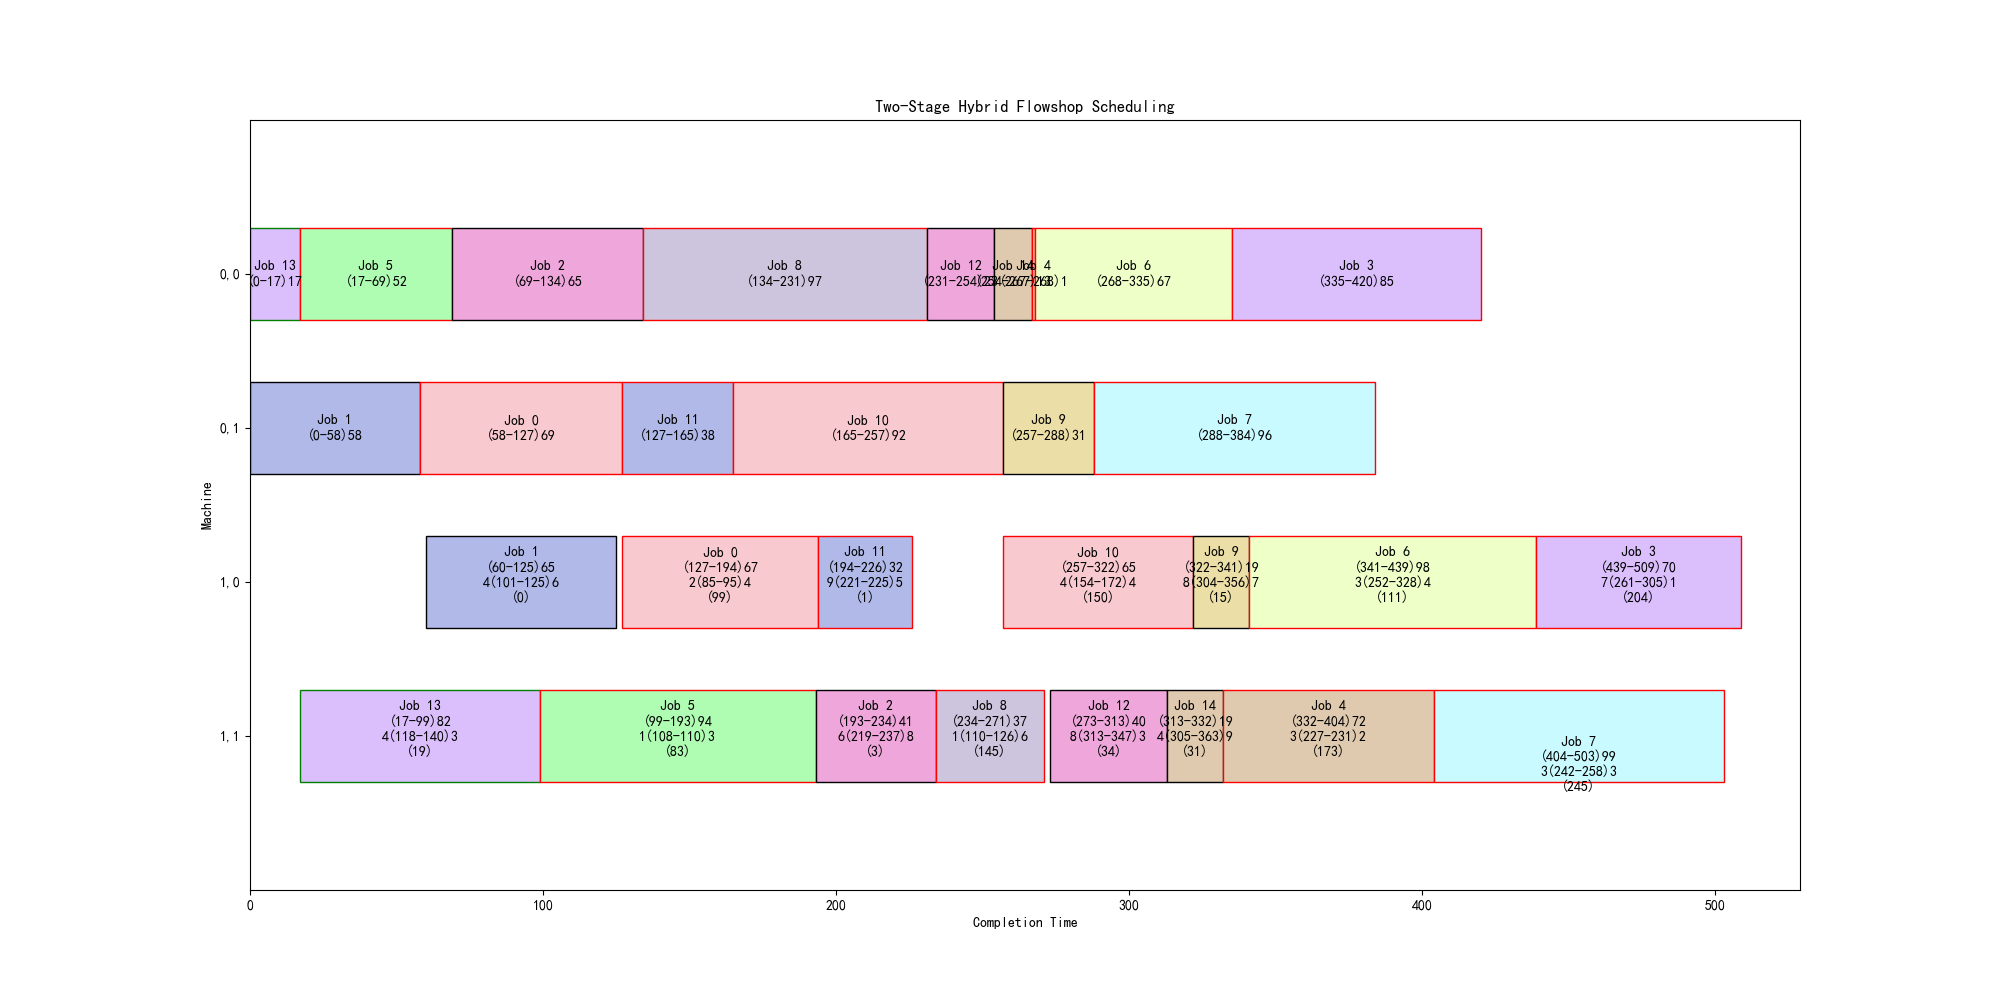 Two-Stage Hybrid Flowshop Scheduling
0,0
Job 13
(0-17)17
Job 5
(17-69)52
Job 2
(69-134)65
Job 8
(134-231)97
Job 12
(231-254)
Job 14
Job 4
(268-335)67
Job 6
Job 3
(335-420)85
0,1
Job 1
(0-58)58
Job 0
(58-127)69
Job 11
(127-165)38
Job 10
(165-257)92
Job 9
(257-288)31
Job 7
(288-384)96
Machine
1,0
Job 1
(60-125)65
4(101-125)6
(0)
Job 0
(127-194)67
2(85-95)4
(99)
Job 11
(194-226)32
9(221-225)5
(1)
Job 10
(257-322)65
4(154-172)4
(150)
Job 9
(322-341)19
8(304-356)7
(15)
Job 6
(341-439)98
3(252-328)4
(111)
Job 3
(439-509)70
7(261-305)1
(204)
1,1
Job 13
(17-99)82
4(118-140)3
(19)
Job 5
(99-193)94
1(108-110)3
(83)
Job 2
(193-234)41
6(219-237)8
(3)
Job 8
(234-271)37
1(110-126)6
(145)
Job 12
(273-313)40
8(313-347)3
(34)
Job 14
(313-332)19
4(305-363)9
(31)
Job 4
(332-404)72
3(227-231)2
(173)
Job 7
(404-503)99
3(242-258)3
(245)
0
100
200
300
400
500
Completion Time